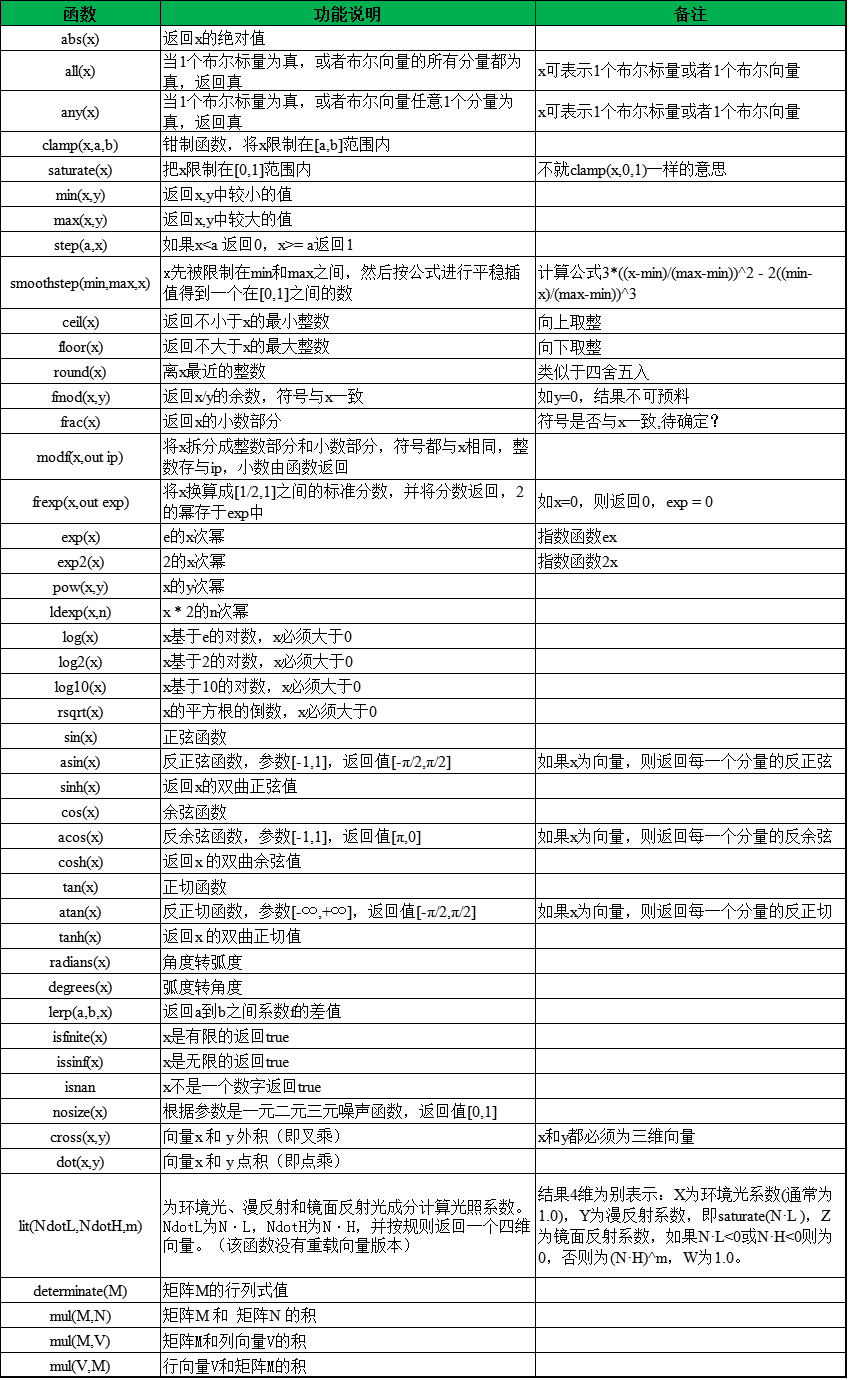 函数 功能说明 备注
abs(x) 返回x的绝对值
all(x) 当1个布尔标量为真，或者布尔向量的所有分量都为
真，返回真 x可表示1个布尔标量或者1个布尔向量
any(x) 当1个布尔标量为真，或者布尔向量任意1个分量为
真，返回真 x可表示1个布尔标量或者1个布尔向量
clamp(x,a,b) 钳制函数，将x限制在[a,b]范围内
saturate(x) 把x限制在[0,1]范围内 不就clamp(x,0,1)一样的意思
min(x,y) 返回x,y中较小的值
max(x,y) 返回x,y中较大的值
step(a,x) 如果x<a 返回0，x>= a返回1
smoothstep(min,max,x) x先被限制在min和max之间，然后按公式进行平稳插
值得到一个在[0,1]之间的数 计算公式3*((x-min)/(max-min))^2 - 2((min-
x)/(max-min))^3
ceil(x) 返回不小于x的最小整数 向上取整
floor(x) 返回不大于x的最大整数 向下取整
round(x) 离x最近的整数 类似于四舍五入
fmod(x,y) 返回x/y的余数，符号与x一致 如y=0，结果不可预料
frac(x) 返回x的小数部分 符号是否与x一致,待确定？
modf(x,out ip) 将x拆分成整数部分和小数部分，符号都与x相同，整
数存与ip，小数由函数返回
frexp(x,out exp) 将x换算成[1/2,1]之间的标准分数，并将分数返回，2
的幂存于exp中 如x=0，则返回0，exp = 0
exp(x) e的x次幂 指数函数ex
exp2(x) 2的x次幂 指数函数2x
pow(x,y) x的y次幂
ldexp(x,n) x * 2的n次幂
log(x) x基于e的对数，x必须大于0
log2(x) x基于2的对数，x必须大于0
log10(x) x基于10的对数，x必须大于0
rsqrt(x) x的平方根的倒数，x必须大于0
sin(x) 正弦函数
asin(x) 反正弦函数，参数[-1,1]，返回值[-π/2,π/2] 如果x为向量，则返回每一个分量的反正弦
sinh(x) 返回x的双曲正弦值
cos(x) 余弦函数
acos(x) 反余弦函数，参数[-1,1]，返回值[π,0] 如果x为向量，则返回每一个分量的反余弦
cosh(x) 返回x 的双曲余弦值
tan(x) 正切函数
atan(x) 反正切函数，参数[-∞,+∞]，返回值[-π/2,π/2] 如果x为向量，则返回每一个分量的反正切
tanh(x) 返回x 的双曲正切值
radians(x) 角度转弧度
degrees(x) 弧度转角度
lerp(a,b,x) 返回a到b之间系数f的差值
isfinite(x) x是有限的返回true
issinf(x) x是无限的返回true
isnan x不是一个数字返回true
nosize(x) 根据参数是一元二元三元噪声函数，返回值[0,1]
cross(x,y) 向量x 和 y 外积（即叉乘） x和y都必须为三维向量
dot(x,y) 向量x 和 y 点积（即点乘）
lit(NdotL,NdotH,m) 为环境光、漫反射和镜面反射光成分计算光照系数。
NdotL为N·L，NdotH为N·H，并按规则返回一个四维
向量。（该函数没有重载向量版本） 结果4维为别表示：X为环境光系数(通常为
1.0)，Y为漫反射系数，即saturate(N·L )，Z
为镜面反射系数，如果N·L<0或N·H<0则为
0，否则为(N·H)^m，W为1.0。
determinate(M) 矩阵M的行列式值
mul(M,N) 矩阵M 和 矩阵N 的积
mul(M,V) 矩阵M和列向量V的积
mul(V,M) 行向量V和矩阵M的积